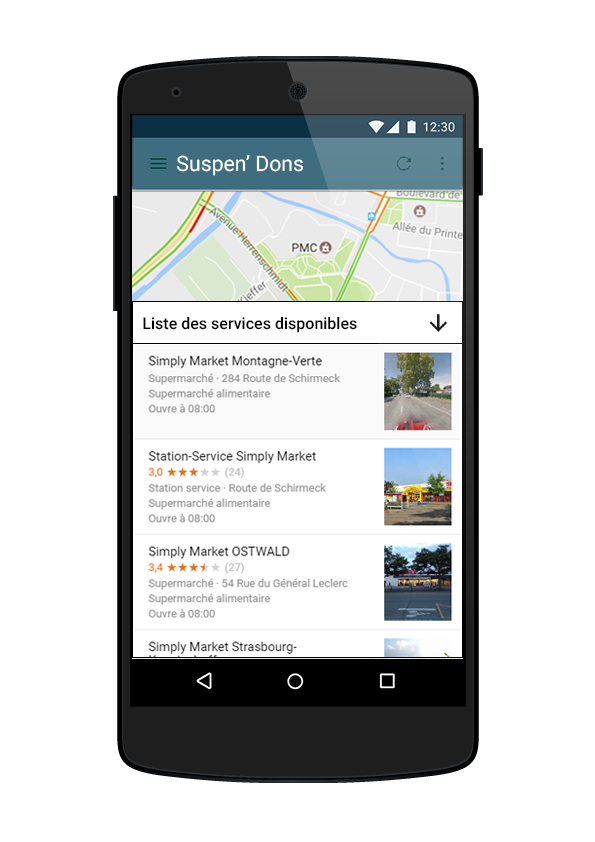 12:30
Suspen’ Dons
Boulevard de
Allée du Printe
Avenue Herrenschmidt
PMC
Kieffer
Liste des services disponibles
Simply Market Montagne-Verte
Supermarché · 284 Route de Schirmeck
Supermarché alimentaire
Ouvre à 08:00
Station-Service Simply Market
3,0 (24)
Station service · Route de Schirmeck
Supermarché alimentaire
Ouvre à 08:00
Simply Market OSTWALD
3,4 (27)
Supermarché · 54 Rue du Général Leclerc
Supermarché alimentaire
Ouvre à 08:00
Simply Market Strasbourg-